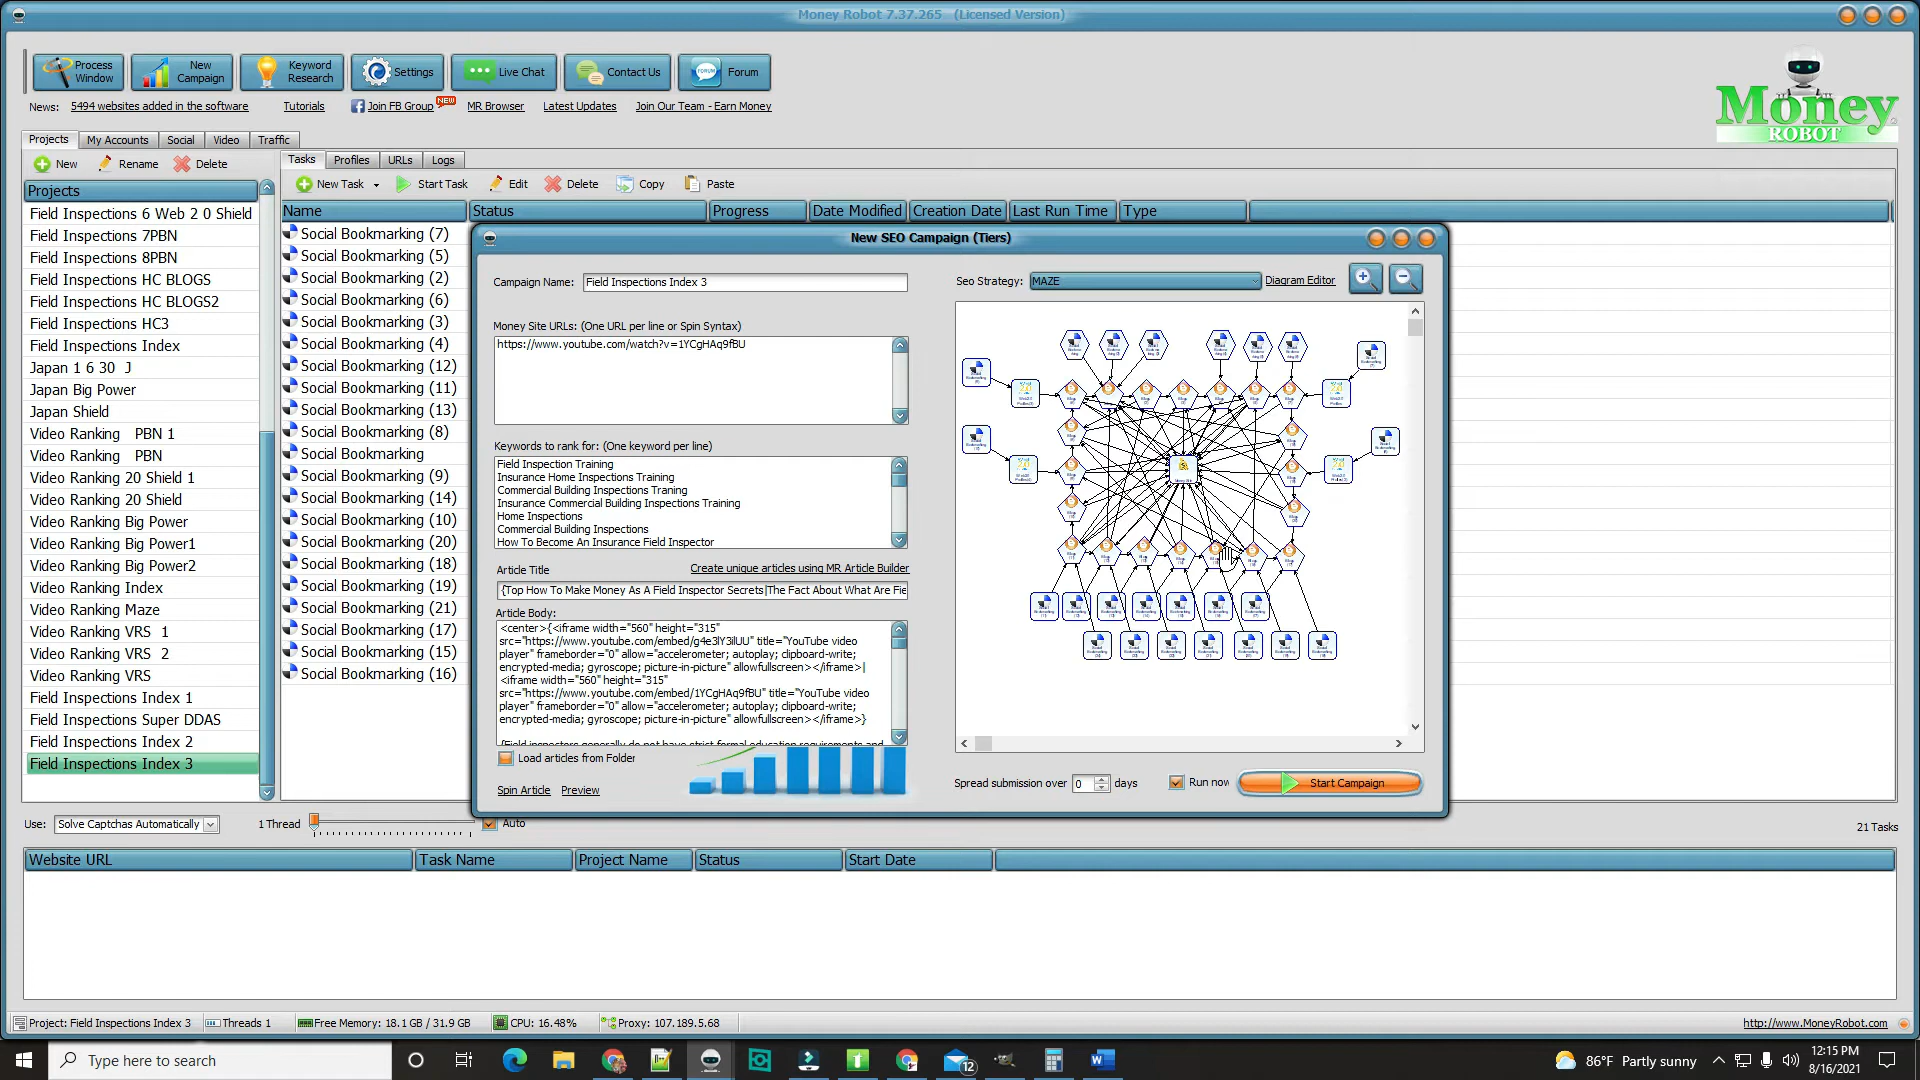 Money Robot 7.37.265   (Licensed Version)
Process Window
New Campaign
Keyword Research
Settings
Live Chat
Contact Us
FORUM
Forum
News:
5494 websites added in the software
Tutorials
Join FB Group
NEW
MR Browser
Latest Updates
Join Our Team - Earn Money
Money
ROBOT
Projects
My Accounts
Social
Video
Traffic
New
Rename
Delete
Projects
Field Inspections 6 Web 2 0 Shield
Field Inspections 7PBN
Field Inspections 8PBN
Field Inspections HC BLOGS
Field Inspections HC BLOGS2
Field Inspections HC3
Field Inspections Index
Japan 1 6 30  J
Japan Big Power
Japan Shield
Video Ranking   PBN 1
Video Ranking   PBN
Video Ranking 20 Shield 1
Video Ranking 20 Shield
Video Ranking Big Power
Video Ranking Big Power1
Video Ranking Big Power2
Video Ranking Index
Video Ranking Maze
Video Ranking VRS  1
Video Ranking VRS  2
Video Ranking VRS
Field Inspections Index 1
Field Inspections Super DDAS
Field Inspections Index 2
Field Inspections Index 3
Tasks
Profiles
URLs
Logs
New Task
Start Task
Edit
Delete
Copy
Paste
Name
Status
Progress
Date Modified
Creation Date
Last Run Time
Type
Social Bookmarking (7)
Social Bookmarking (5)
Social Bookmarking (2)
Social Bookmarking (6)
Social Bookmarking (3)
Social Bookmarking (4)
Social Bookmarking (12)
Social Bookmarking (11)
Social Bookmarking (13)
Social Bookmarking (8)
Social Bookmarking
Social Bookmarking (9)
Social Bookmarking (14)
Social Bookmarking (10)
Social Bookmarking (20)
Social Bookmarking (18)
Social Bookmarking (19)
Social Bookmarking (21)
Social Bookmarking (17)
Social Bookmarking (15)
Social Bookmarking (16)
New SEO Campaign (Tiers)
Campaign Name:
Field Inspections Index 3
Money Site URLs: (One URL per line or Spin Syntax)
https://www.youtube.com/watch?v=1YCgHAq9fBU
Keywords to rank for: (One keyword per line)
Field Inspection Training
Insurance Home Inspections Training
Commercial Building Inspections Traning
Insurance Commercial Building Inspections Training
Home Inspections
Commercial Building Inspections
How To Become An Insurance Field Inspector
Article Title
Create unique articles using MR Article Builder
{Top How To Make Money As A Field Inspector Secrets|The Fact About What Are Fie
Article Body:
<center>{<iframe width="560" height="315"
src="https://www.youtube.com/embed/g4e3lY3ilUU" title="YouTube video
player" frameborder="0" allow="accelerometer; autoplay; clipboard-write;
encrypted-media; gyroscope; picture-in-picture" allowfullscreen></iframe>|
<iframe width="560" height="315"
src="https://www.youtube.com/embed/1YCgHAq9fBU" title="YouTube video
player" frameborder="0" allow="accelerometer; autoplay; clipboard-write;
encrypted-media; gyroscope; picture-in-picture" allowfullscreen></iframe>}
{Field inspectors generally do not have strict formal education requirements and
Load articles from Folder
Spin Article
Preview
Seo Strategy:
MAZE
Diagram Editor
Spread submission over
0
days
Run now
Start Campaign
Use:
Solve Captchas Automatically
1 Thread
Auto
21 Tasks
Website URL
Task Name
Project Name
Status
Start Date
Project: Field Inspections Index 3
Threads 1
Free Memory: 18.1 GB / 31.9 GB
CPU: 16.48%
Proxy: 107.189.5.68
http://www.MoneyRobot.com
Type here to search
12
86°F  Partly sunny
12:15 PM
8/16/2021